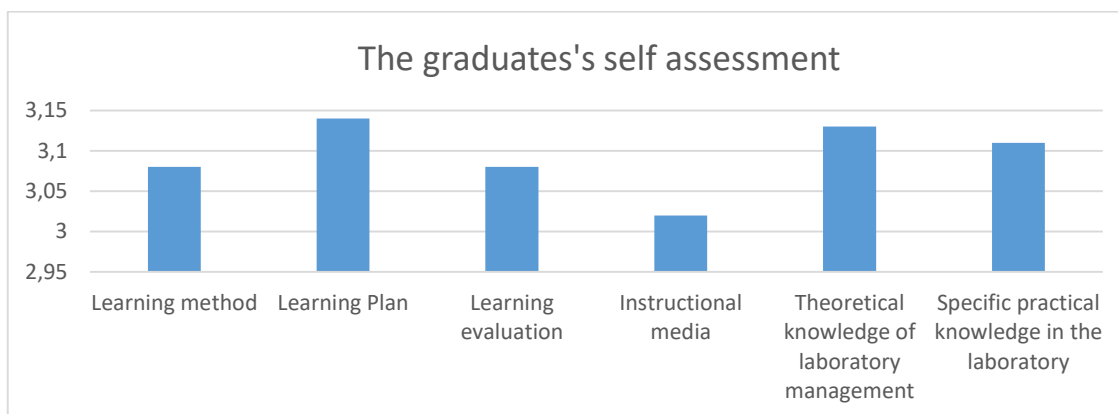 The graduates's self assessment
3,15
3,1
3,05
3
2,95
Learning method
Learning Plan
Learning
evaluation
Instructional
media
Theoretical
knowledge of
laboratory
management
Specific practical
knowledge in the
laboratory